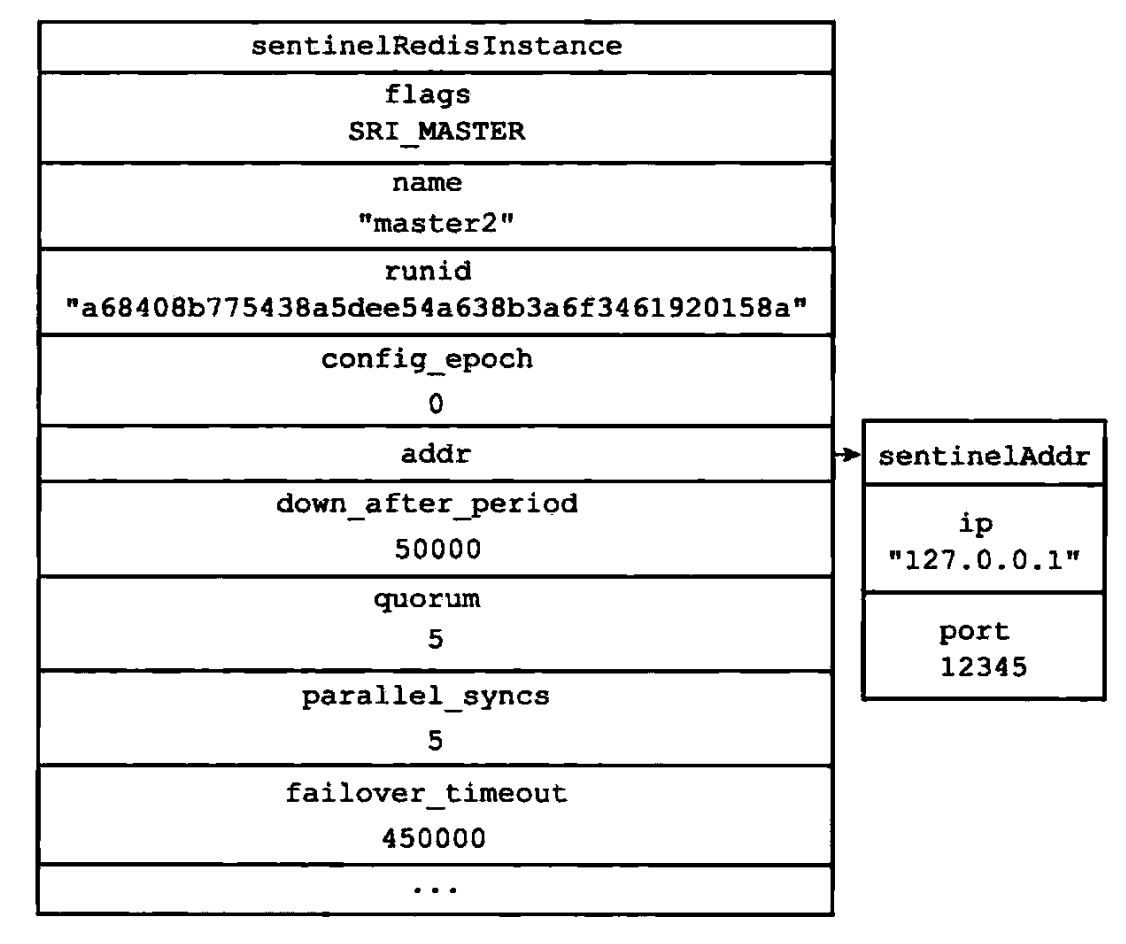 sentinelRedisInstance
flags
SRI_MASTER
name
"master2"
runid
"a68408b775438a5dee54a638b3a6f3461920158a"
config_epoch
0
addr
down_after_period
50000
quorum
5
parallel_syncs
5
failover_timeout
450000
...
sentinelAddr
ip
"127.0.0.1"
port
12345